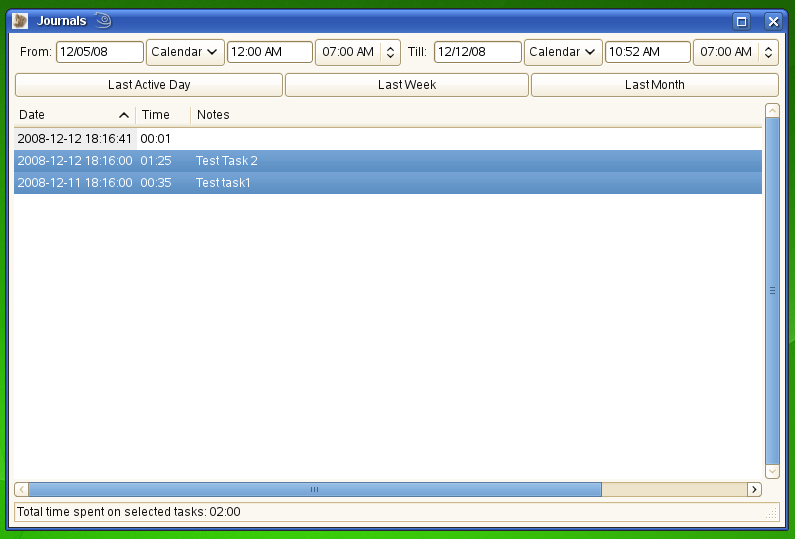 Journals
From: 12/05/08 Calendar 12:00 AM 07:00 AM Till: 12/12/08 Calendar 10:52 AM 07:00 AM
Last Active Day Last Week Last Month
Date Time Notes
2008-12-12 18:16:41 00:01
2008-12-12 18:16:00 01:25 Test Task 2
2008-12-11 18:16:00 00:35 Test task1
Total time spent on selected tasks: 02:00